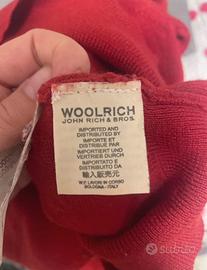 WOOLRICH
JOHN RICH & BROS.
IMPORTED AND
DISTRIBUTED BY
IMPORTE ET
DISTRIBUE PAR
IMPORTIERT UND
VERTRIEB DURCH
IMPORTATO E
DISTRIBUITO DA
輸入販売元
W.P. LAVORI IN CORSO
BOLOGNA - ITALY
subito